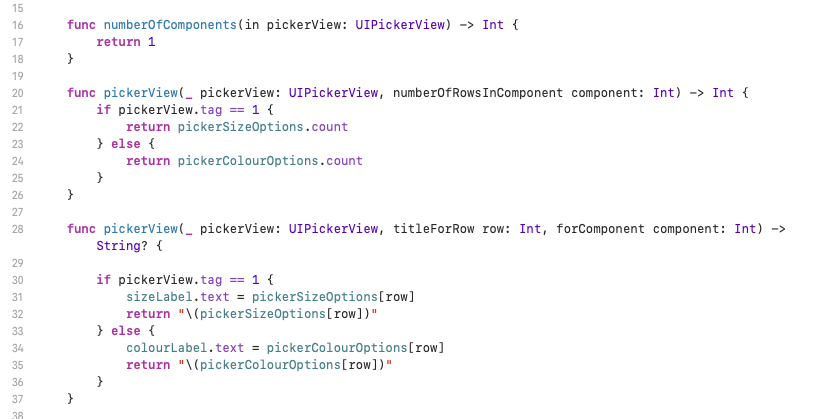 15
16 func numberOfComponents(in pickerView: UIPickerView) -> Int {
17 return 1
18 }
19
20 func pickerView(_ pickerView: UIPickerView, numberOfRowsInComponent component: Int) -> Int {
21 if pickerView.tag == 1 {
22 return pickerSizeOptions.count
23 } else {
24 return pickerColourOptions.count
25 }
26 }
27
28 func pickerView(_ pickerView: UIPickerView, titleForRow row: Int, forComponent component: Int) ->
String? {
29
30 if pickerView.tag == 1 {
31 sizeLabel.text = pickerSizeOptions[row]
32 return "\(pickerSizeOptions[row])"
33 } else {
34 colourLabel.text = pickerColourOptions[row]
35 return "\(pickerColourOptions[row])"
36 }
37 }
38